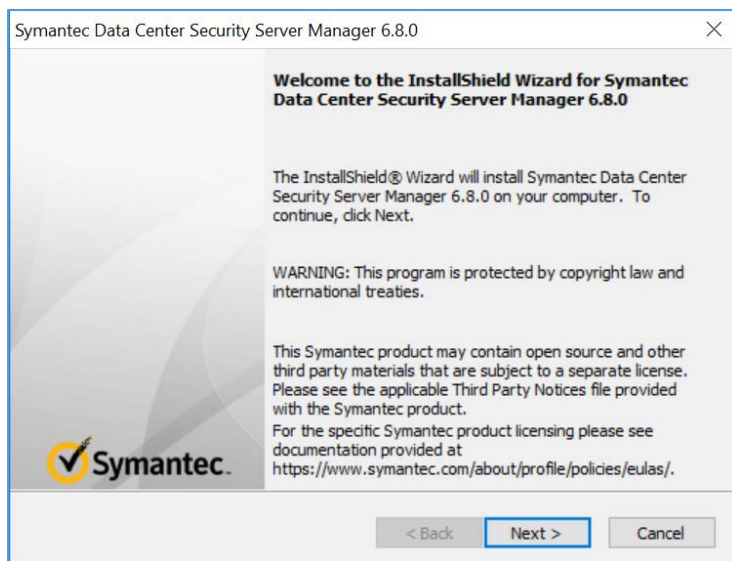 Symantec Data Center Security Server Manager 6.8.0
Welcome to the InstallShield Wizard for Symantec
Data Center Security Server Manager 6.8.0
The InstallShield® Wizard will install Symantec Data Center
Security Server Manager 6.8.0 on your computer. To
continue, click Next.
WARNING: This program is protected by copyright law and
international treaties.
This Symantec product may contain open source and other
third party materials that are subject to a separate license.
Please see the applicable Third Party Notices file provided
with the Symantec product.
For the specific Symantec product licensing please see
documentation provided at
https://www.symantec.com/about/profile/policies/eulas/.
Symantec.
< Back Next > Cancel